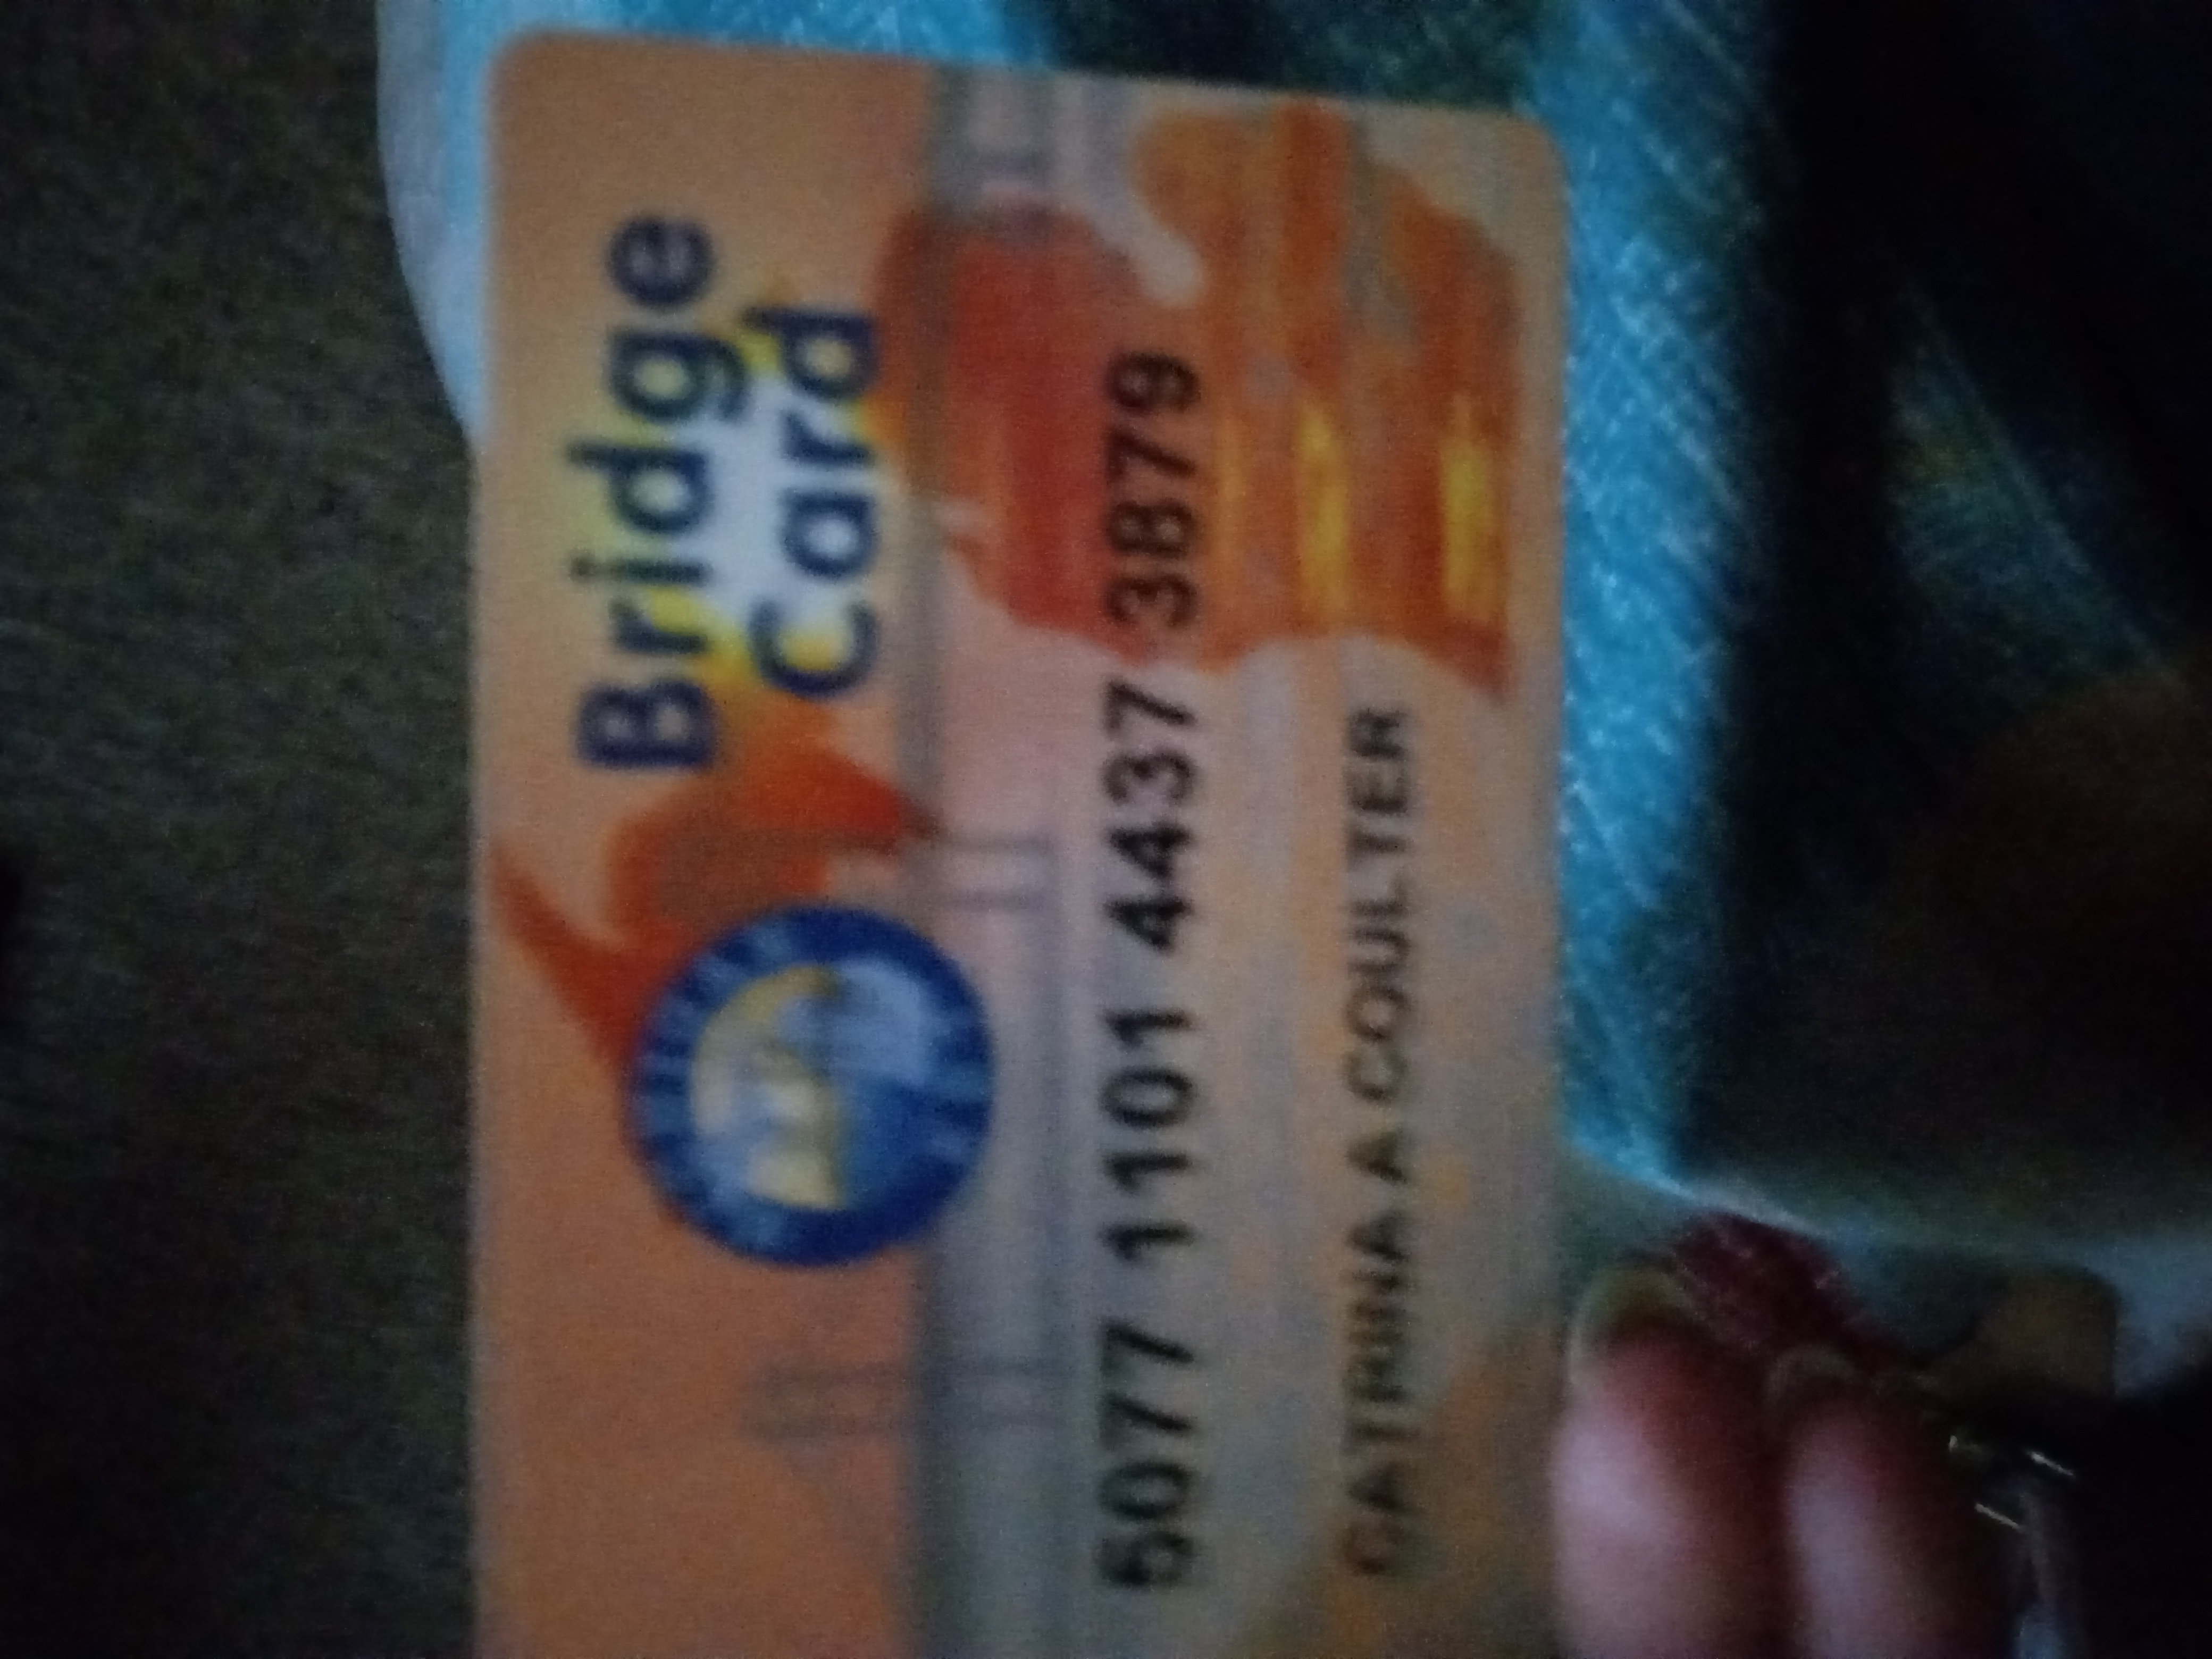 Bridge
Card
5077 1101 4437 3879
CATRINA A COULTER